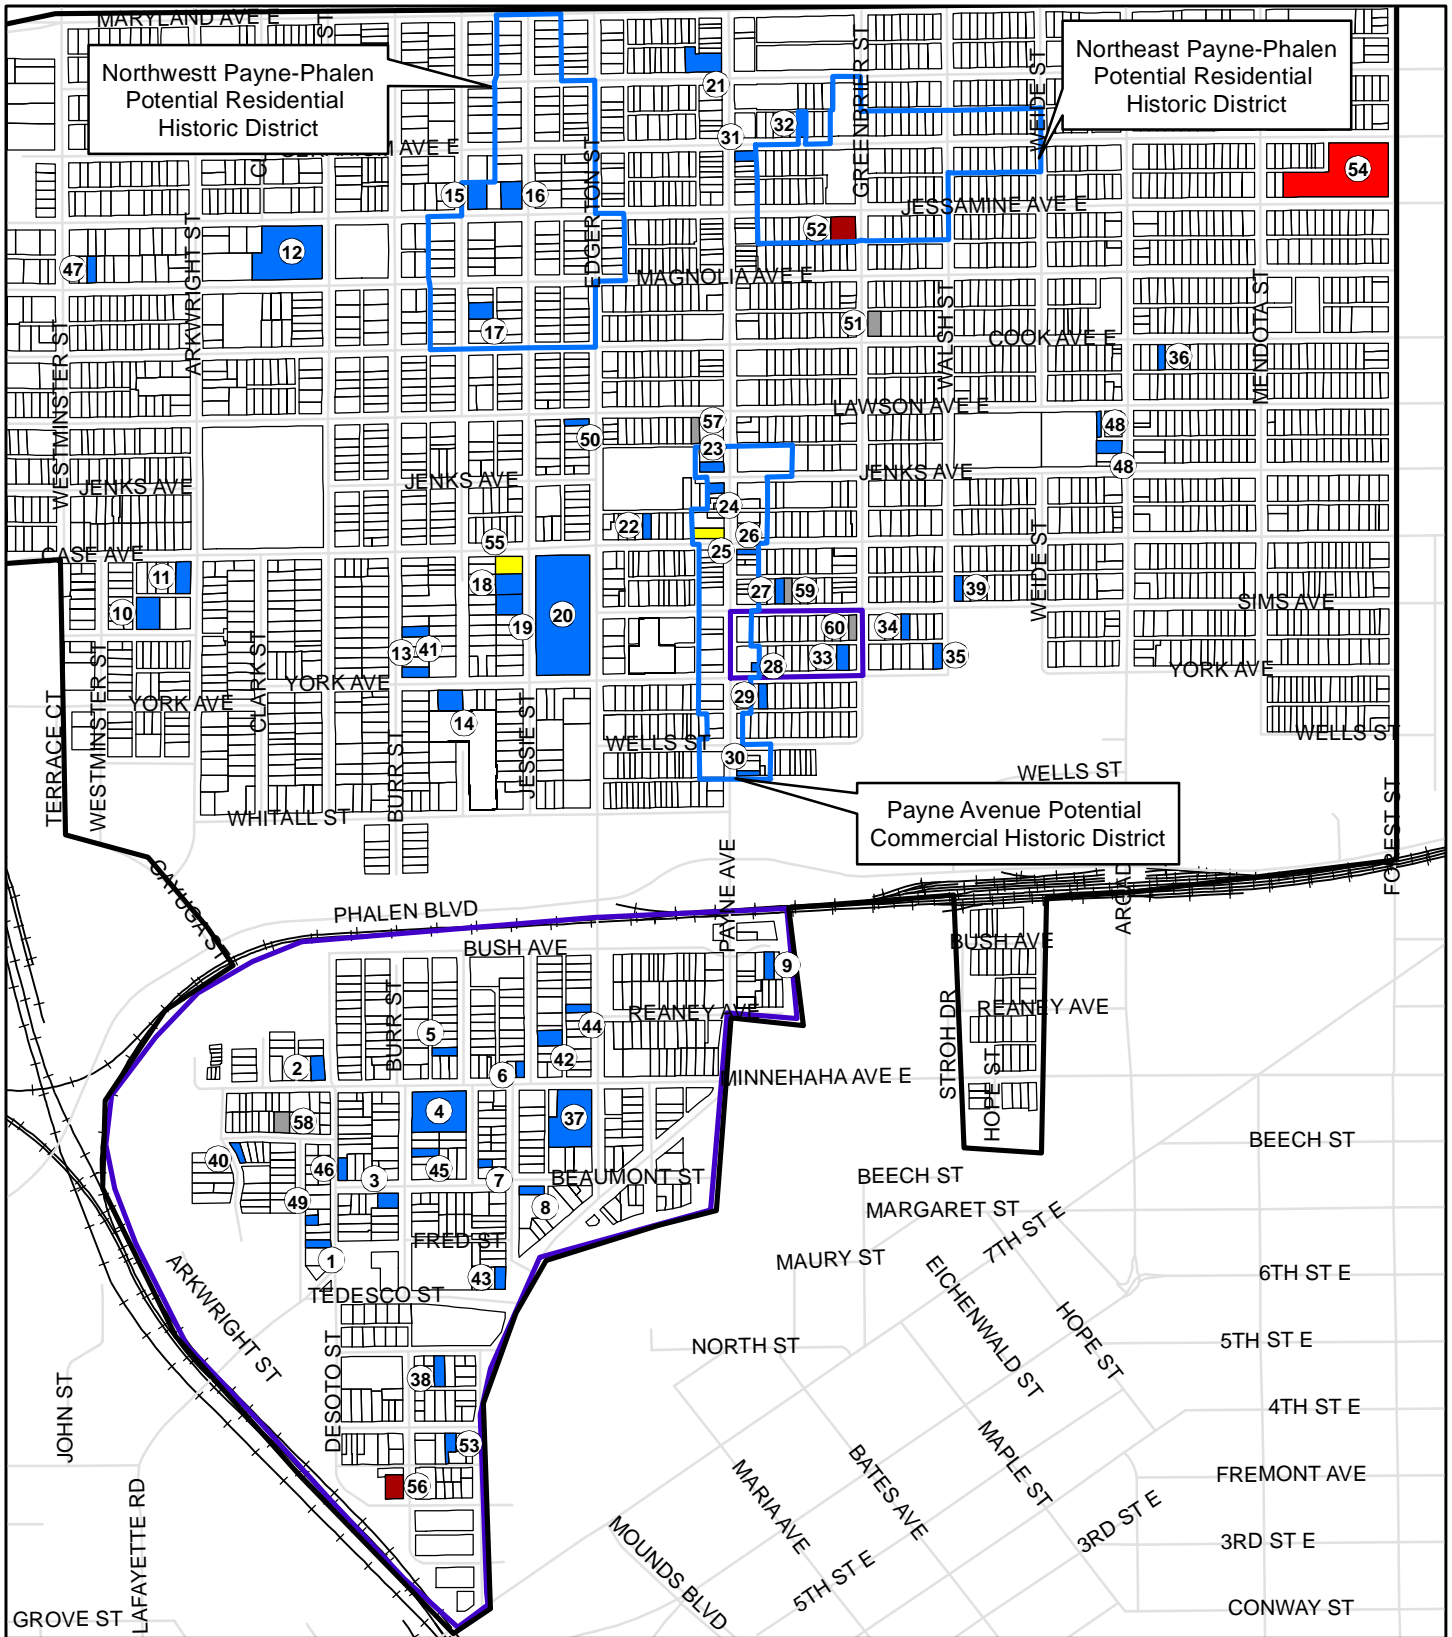 MARYLAND AVE E
ST
Northwestt Payne-Phalen
Potential Residential
Historic District
Northeast Payne-Phalen
Potential Residential
Historic District
GREENBRIER ST
WEIDE ST
21
31
32
AVE E
EDGERTON ST
54
15
16
JESSAMINE AVE E
52
ARKWRIGHT ST
12
47
MAGNOLIA AVE E
MENDOTA ST
17
51
WALSH ST
COOK AVE E
36
WESTMINSTER ST
LAWSON AVE E
57
50
23
48
48
JENKS AVE
JENKS AVE
JENKS AVE
24
22
26
55
25
CASE AVE
WEIDE ST
11
18
27
59
39
10
SIMS AVE
20
19
60
34
CLARK ST
13
41
33
35
28
WESTMINSTER ST
YORK AVE
YORK AVE
YORK AVE
29
TERRACE CT
14
BURR ST
JESSIE ST
WELLS ST
WELLS ST
30
WELLS ST
WHITALL ST
Payne Avenue Potential
Commercial Historic District
FOREST ST
CAYUGA ST
PAYNE AVE
ARCAD
PHALEN BLVD
BUSH AVE
BUSH AVE
9
BURR ST
STROH DR
REANEY AVE
REANEY AVE
5
44
42
2
6
MINNEHAHA AVE E
HOPE ST
4
37
58
BEECH ST
40
46
3
45
7
BEAUMONT ST
BEECH ST
49
8
MARGARET ST
7TH ST E
FRED ST
1
43
MAURY ST
6TH ST E
ARKWRIGHT ST
TEDESCO ST
EICHENWALD ST
HOPE ST
DESOTO ST
NORTH ST
5TH ST E
38
JOHN ST
4TH ST E
53
MAPLE ST
BATES AVE
MARIA AVE
56
FREMONT AVE
LAFAYETTE RD
3RD ST E
3RD ST E
MOUNDS BLVD
5TH ST E
GROVE ST
CONWAY ST